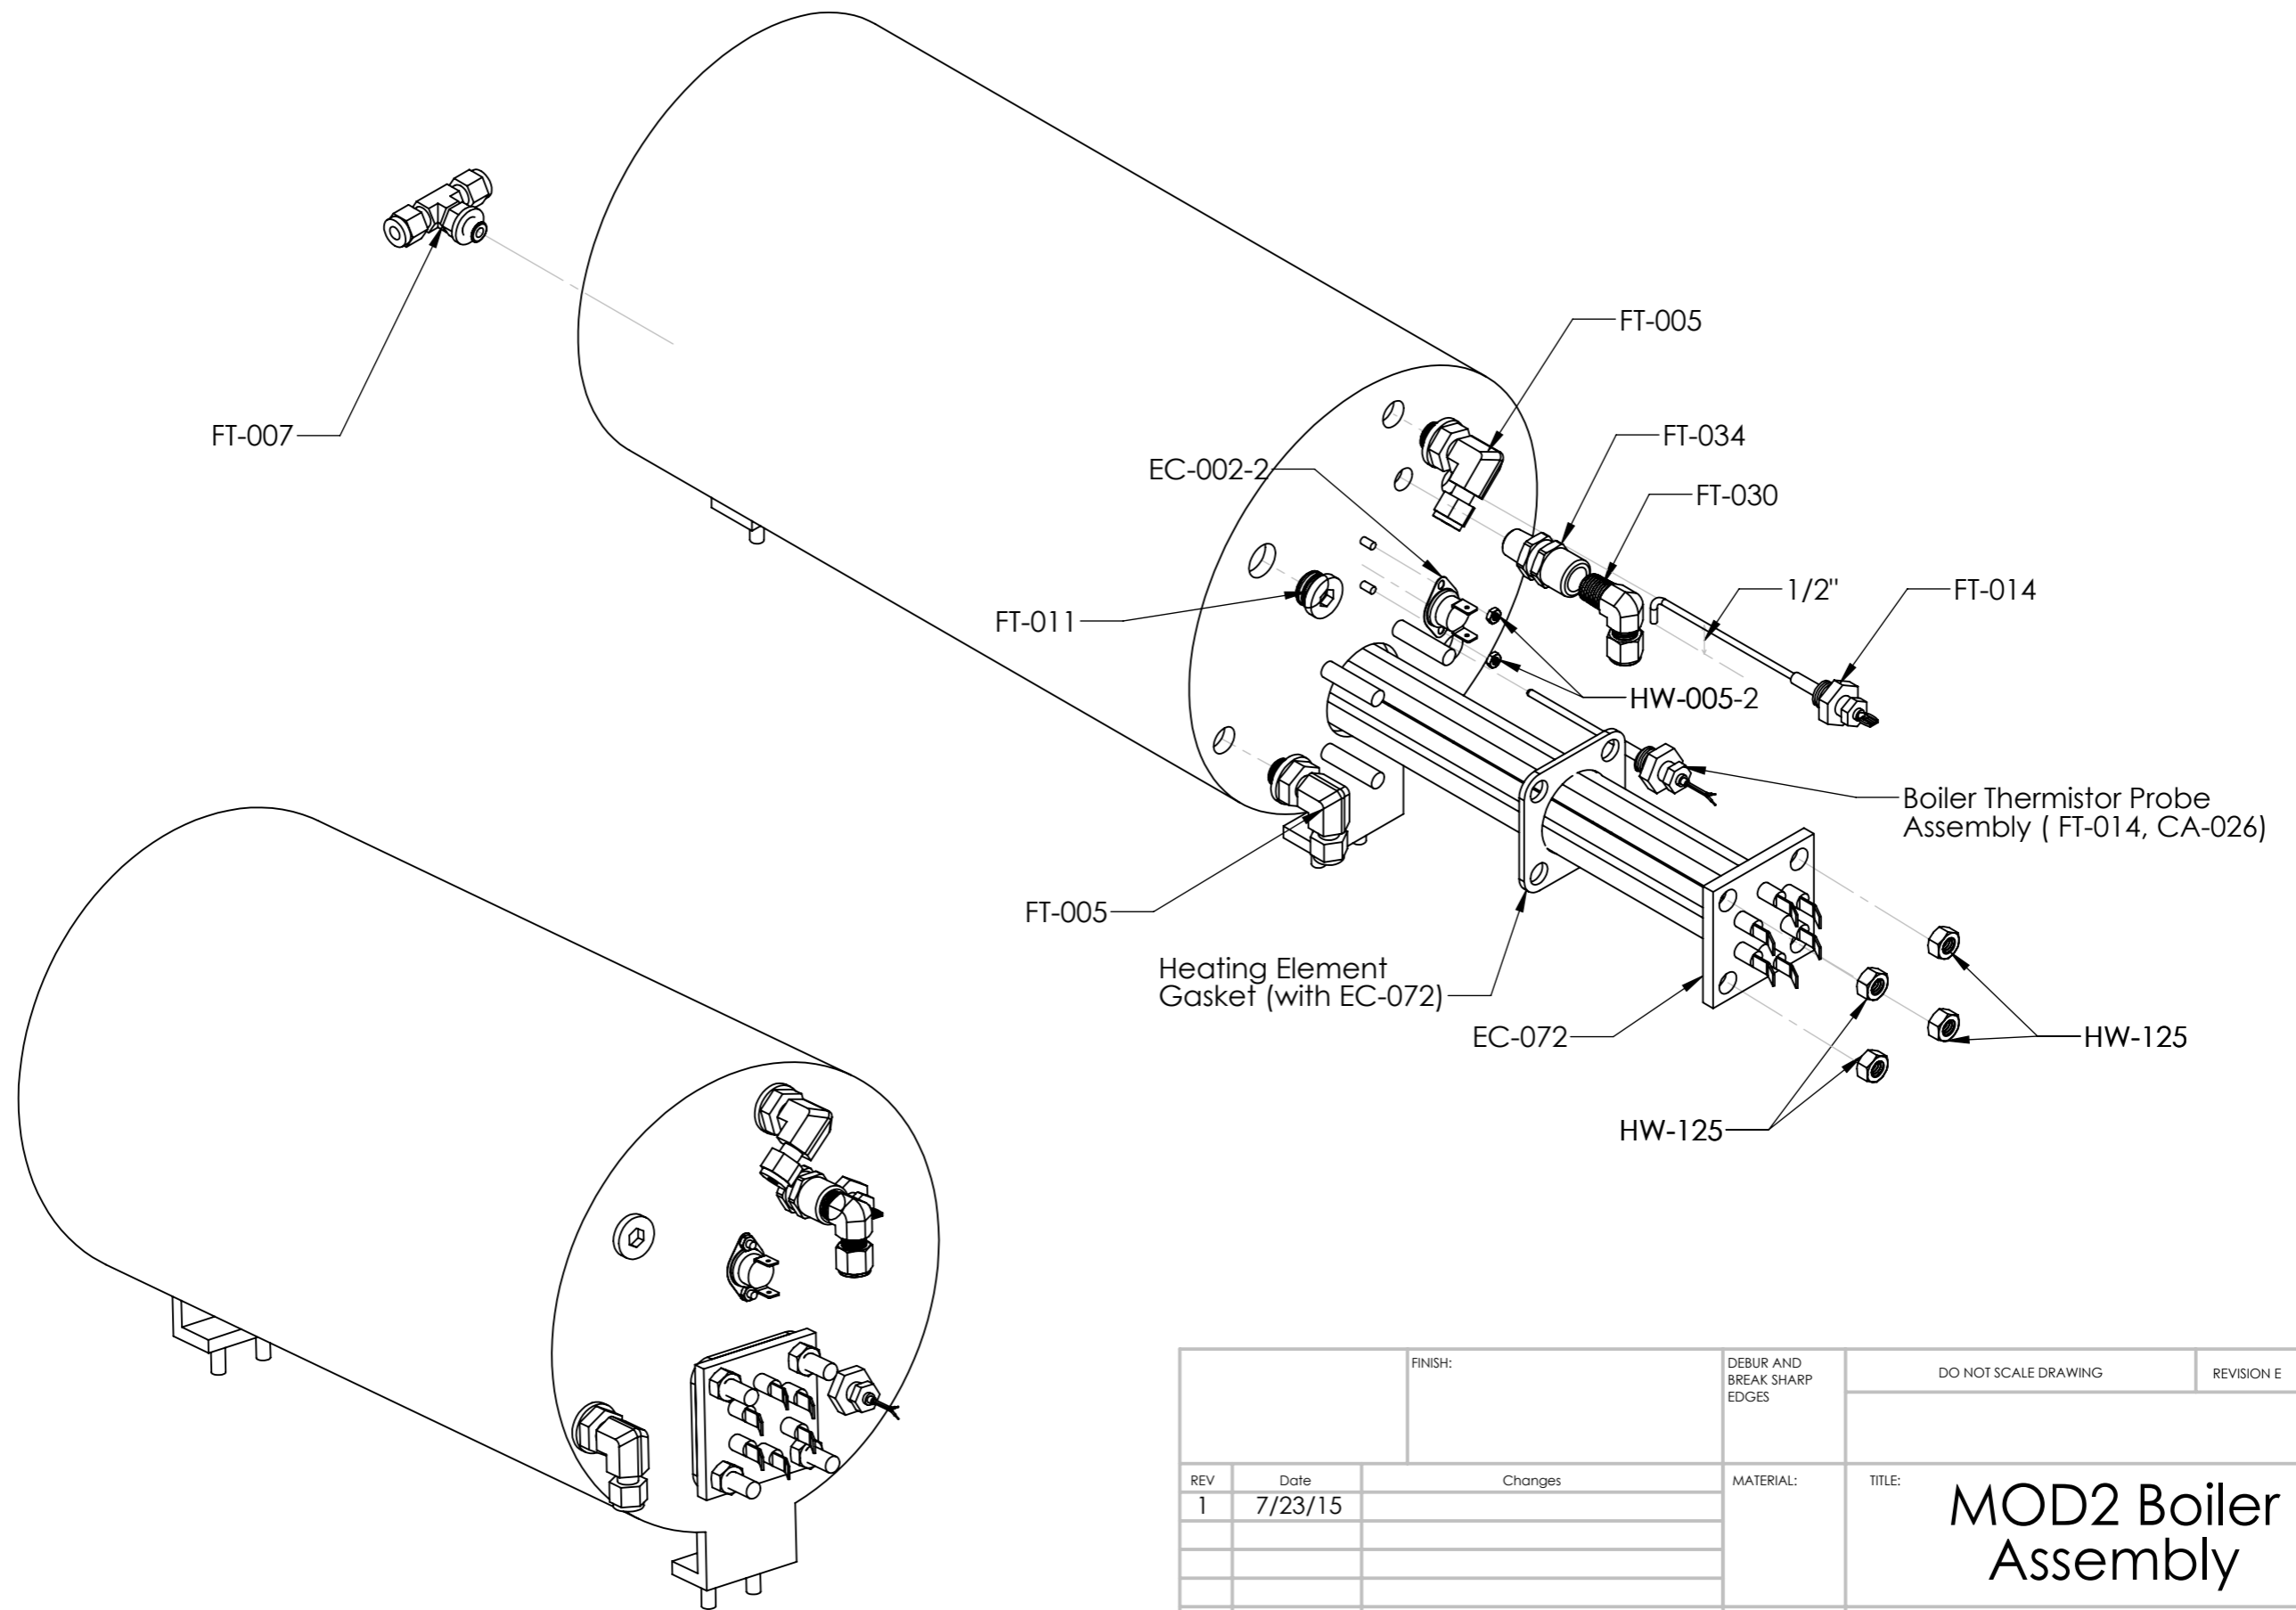 FT-005
FT-007
FT-034
EC-002-2
FT-030
1/2"
FT-014
FT-011
HW-005-2
Boiler Thermistor Probe
Assembly ( FT-014, CA-026)
FT-005
Heating Element
Gasket (with EC-072)
EC-072
HW-125
HW-125
FINISH:
DEBUR AND
BREAK SHARP
EDGES
DO NOT SCALE DRAWING
REVISION E
REV
Date
Changes
MATERIAL:
TITLE:
1
7/23/15
MOD2 Boiler
Assembly